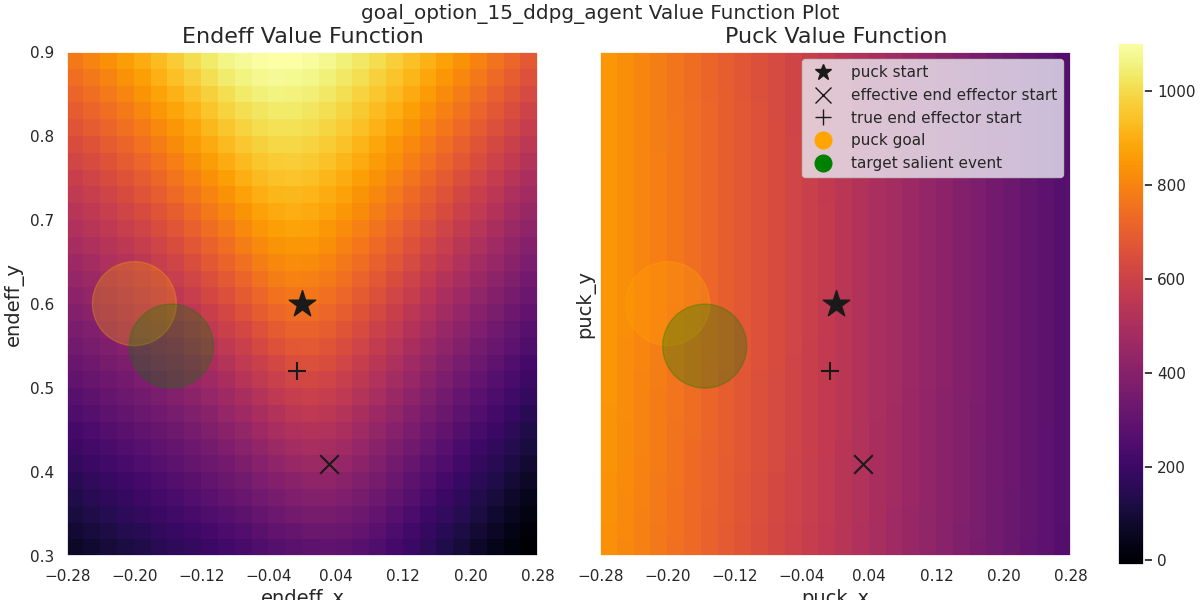 goal_option_15_ddpg_agent Value Function Plot
Endeff Value Function
Puck Value Function
endeff_y
0.9
0.8
0.7
0.6
0.5
0.4
0.3
−0.28 −0.20 −0.12 −0.04 0.04 0.12 0.20 0.28
endeff_x
puck_y
puck start
effective end effector start
true end effector start
puck goal
target salient event
−0.28 −0.20 −0.12 −0.04 0.04 0.12 0.20 0.28
puck_x
1000
800
600
400
200
0